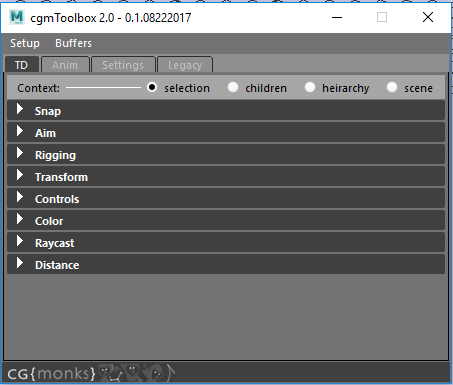 cgmToolbox 2.0 - 0.1.08222017
Setup Buffers
TD Anim Settings Legacy
Context: selection children heirarchy scene
Snap
Aim
Rigging
Transform
Controls
Color
Raycast
Distance
CG{monks}